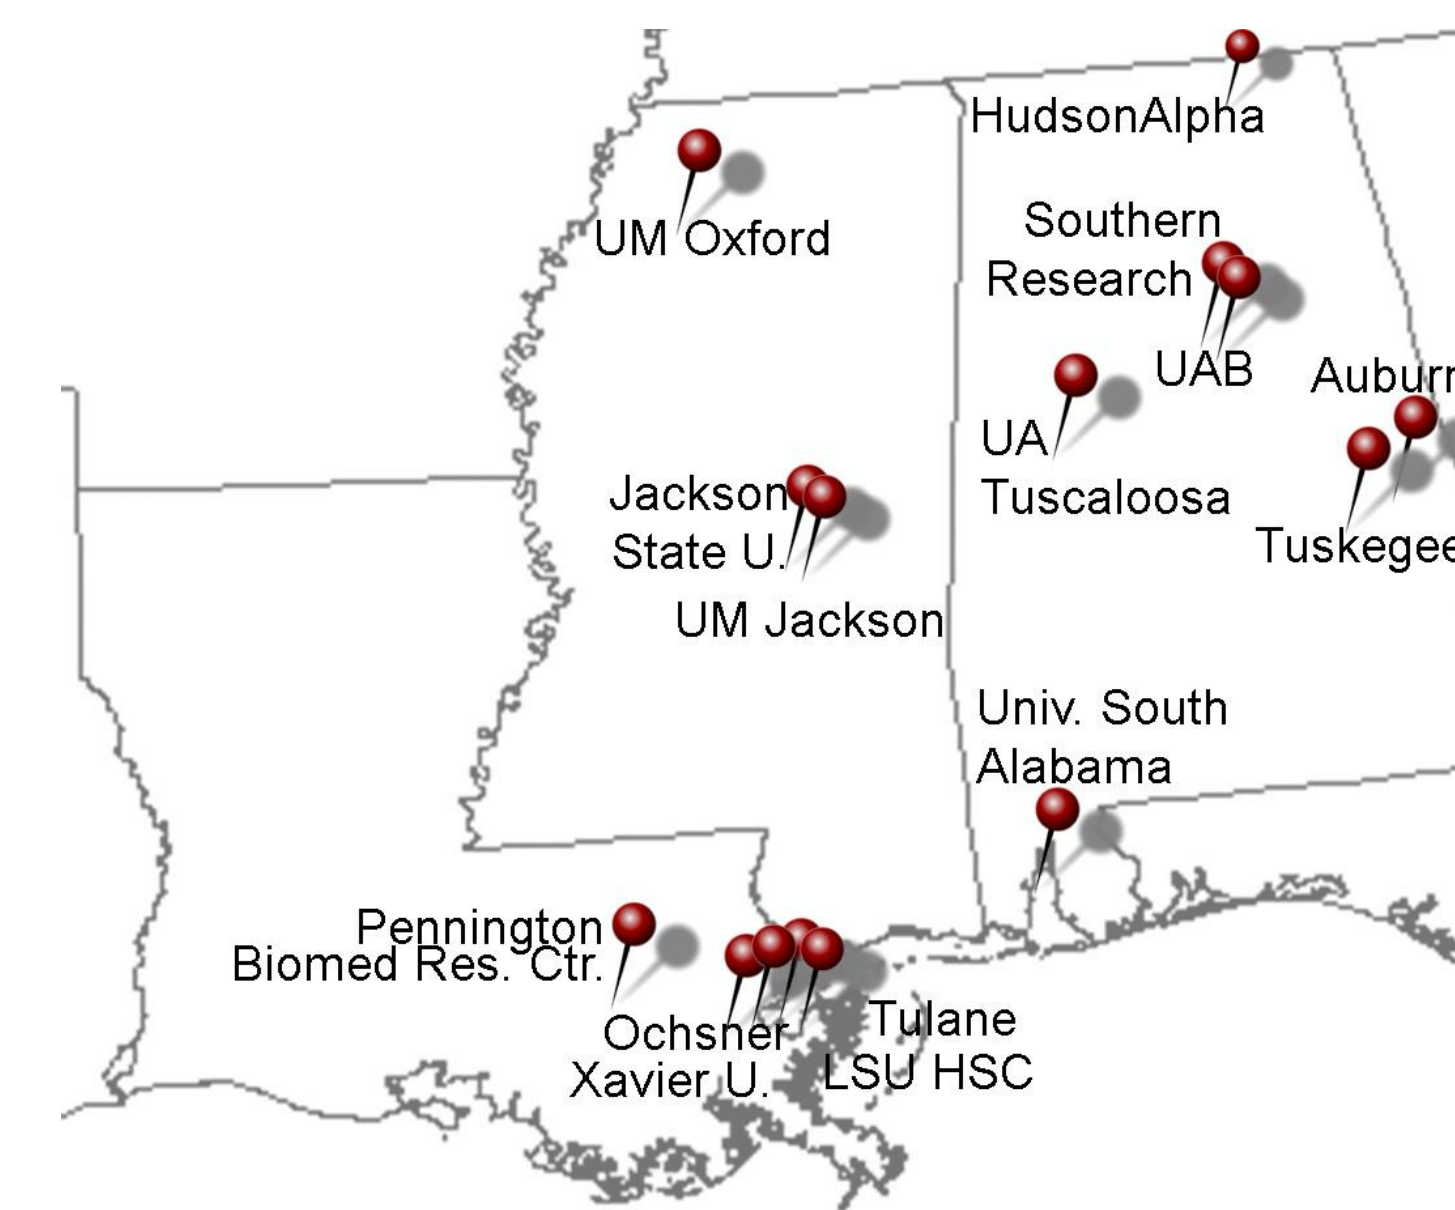 HudsonAlpha
UM Oxford
Southern
Research
UAB
Auburn
UA
Tuscaloosa
Tuskegee
Jackson
State U.
UM Jackson
Univ. South
Alabama
Pennington
Biomed Res. Ctr.
Ochsner
Xavier U.
Tulane
LSU HSC